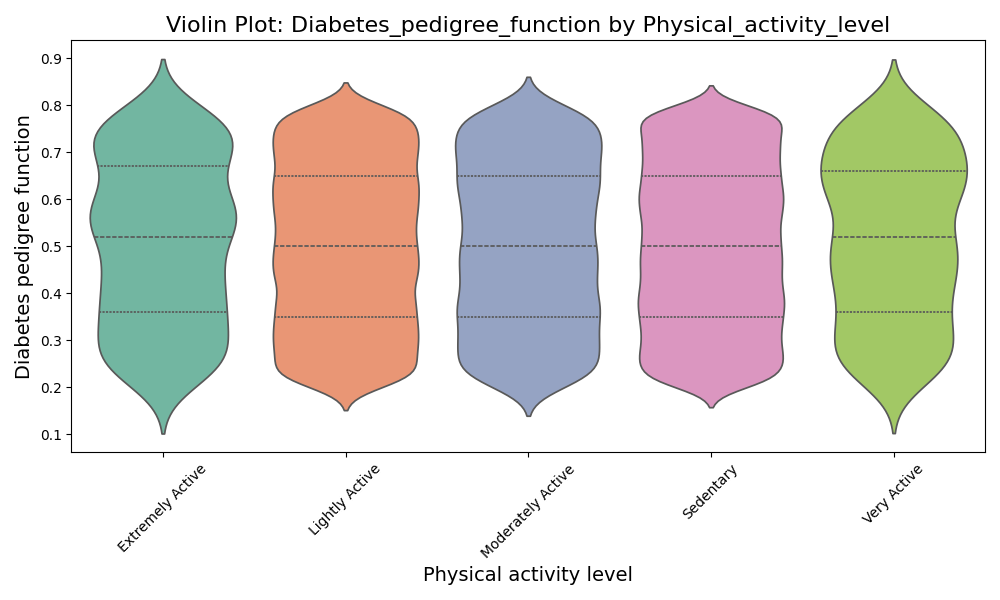 Violin Plot: Diabetes_pedigree_function by Physical_activity_level
Diabetes pedigree function
0.9
0.8
0.7
0.6
0.5
0.4
0.3
0.2
0.1
Extremely Active
Lightly Active
Moderately Active
Sedentary
Very Active
Physical activity level